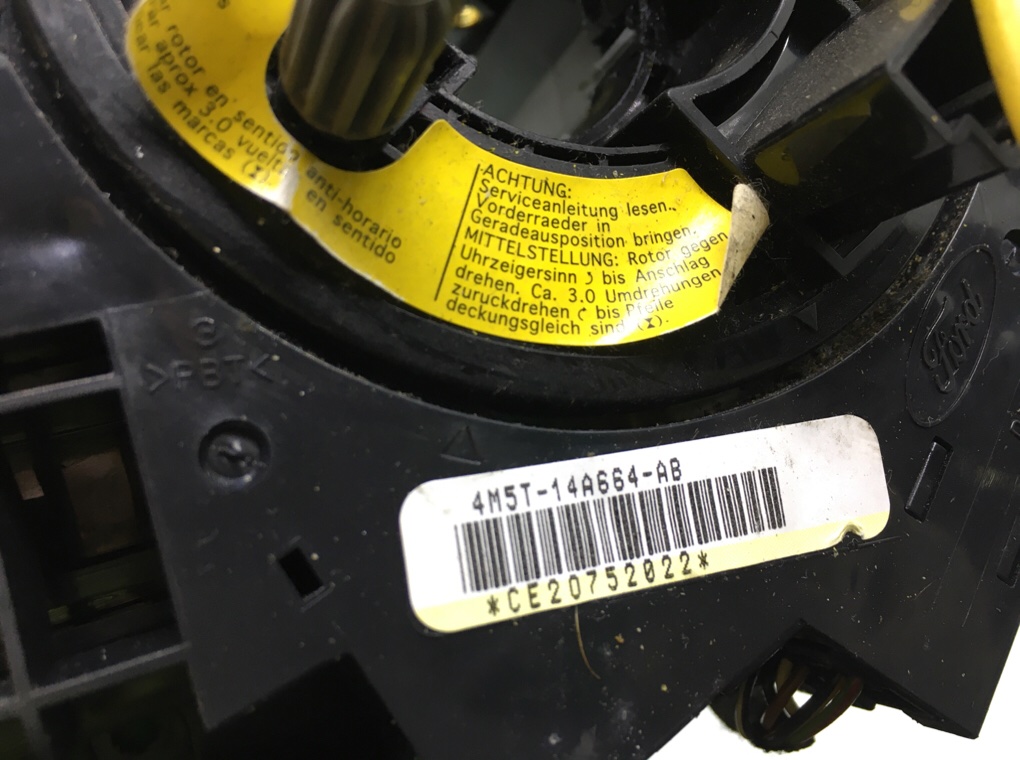 rotor en sentido anti-horario
aprox 3.0 vuelta en sentido
las marcas (I).
ACHTUNG:
Serviceanleitung lesen.
Vorderraeder in
Geradeausposition bringen.
MITTELSTELLUNG: Rotor gegen
Uhrzeigersinn bis Anschlag
drehen. Ca. 3.0 Umdrehungen
zuruckdrehen bis Pfeile
deckungsgleich sind (I).
Ford
>PBT<
4M5T-14A664-AB
*CE20752022*